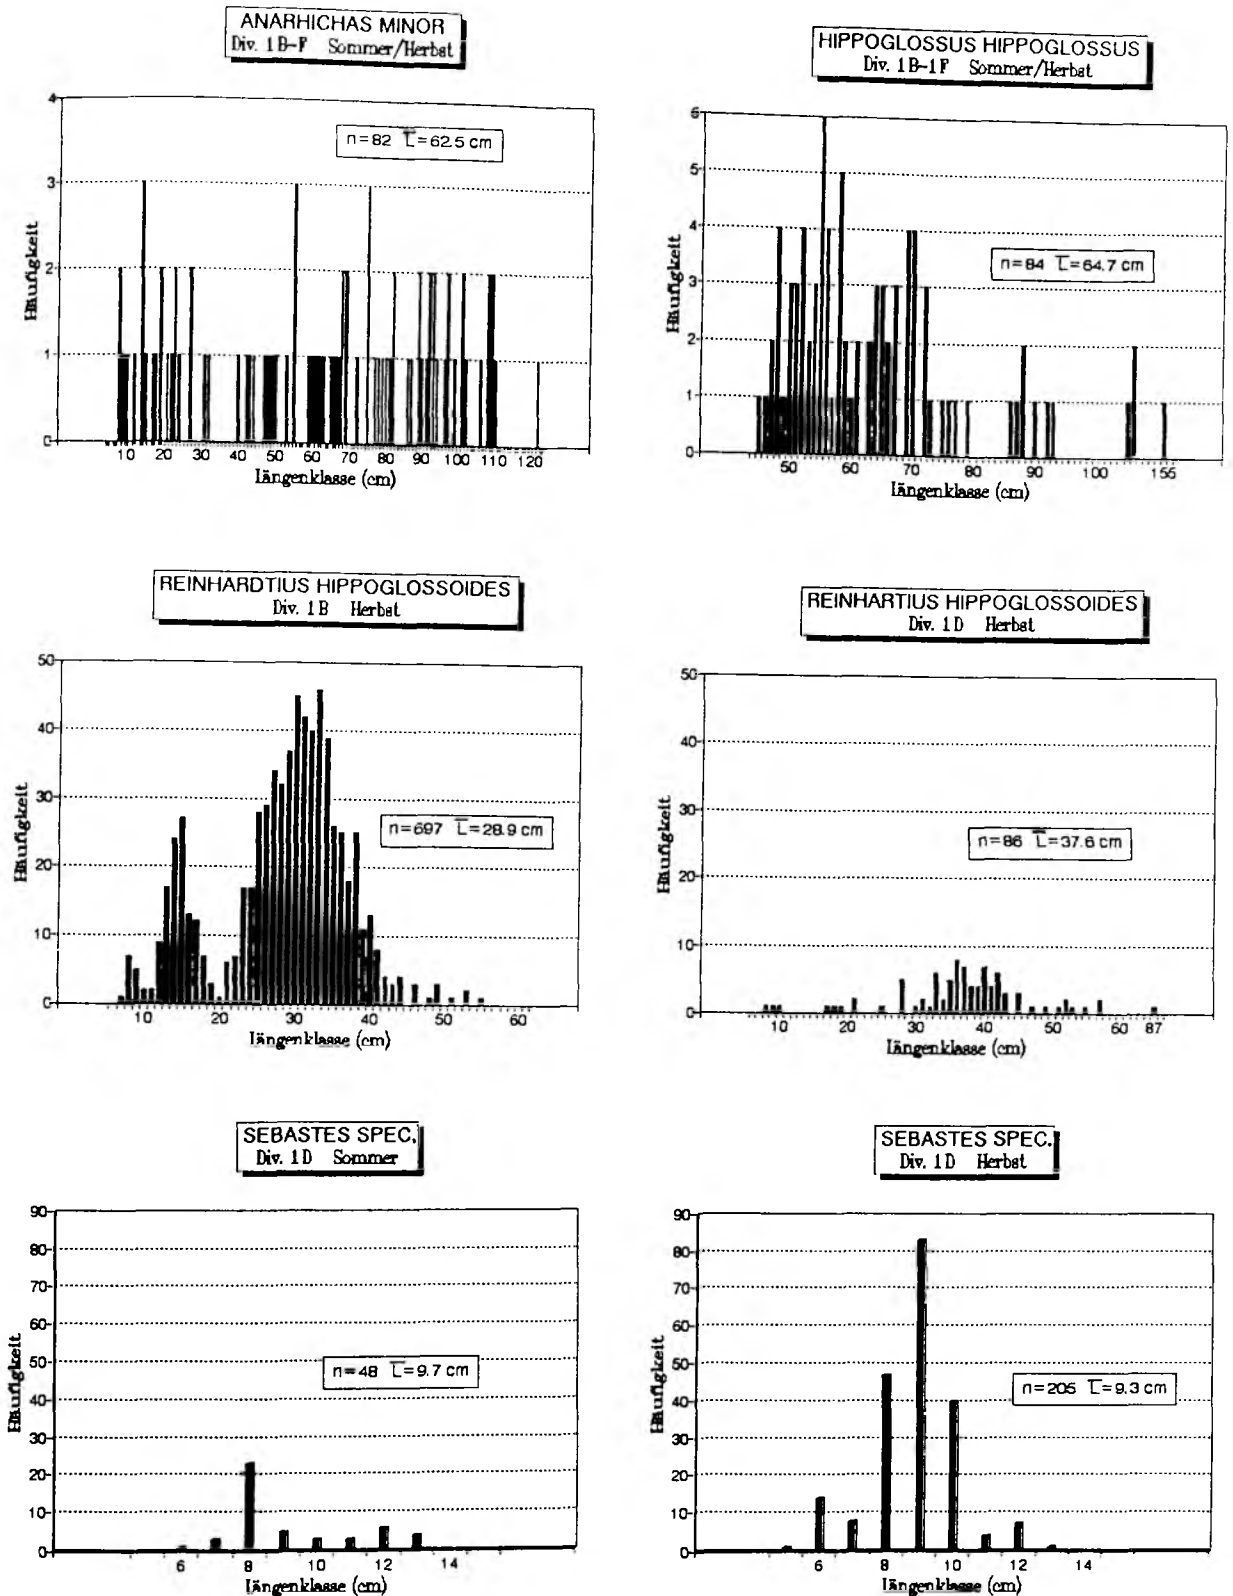 ANARHICHAS MINOR
Div. 1B-F Sommer/Herbst
n=82 L=62.5 cm
Häufigkeit
4
3
2
1
0
10 20 30 40 50 60 70 80 90 100 110 120
Längenklasse (cm)
HIPPOGLOSSUS HIPPOGLOSSUS
Div. 1B-1F Sommer/Herbst
n=84 L=64.7 cm
Häufigkeit
6
5
4
3
2
1
0
50 60 70 80 90 100 155
Längenklasse (cm)
REINHARDTIUS HIPPOGLOSSOIDES
Div. 1B Herbst
n=697 L=28.9 cm
Häufigkeit
50
40
30
20
10
0
10 20 30 40 50 60
Längenklasse (cm)
REINHARTIUS HIPPOGLOSSOIDES
Div. 1D Herbst
n=86 L=37.6 cm
Häufigkeit
50
40
30
20
10
0
10 20 30 40 50 60 87
Längenklasse (cm)
SEBASTES SPEC.
Div. 1D Sommer
n=48 L=9.7 cm
Häufigkeit
90
80
70
60
50
40
30
20
10
0
6 8 10 12 14
Längenklasse (cm)
SEBASTES SPEC.
Div. 1D Herbst
n=205 L=9.3 cm
Häufigkeit
90
80
70
60
50
40
30
20
10
0
6 8 10 12 14
Längenklasse (cm)